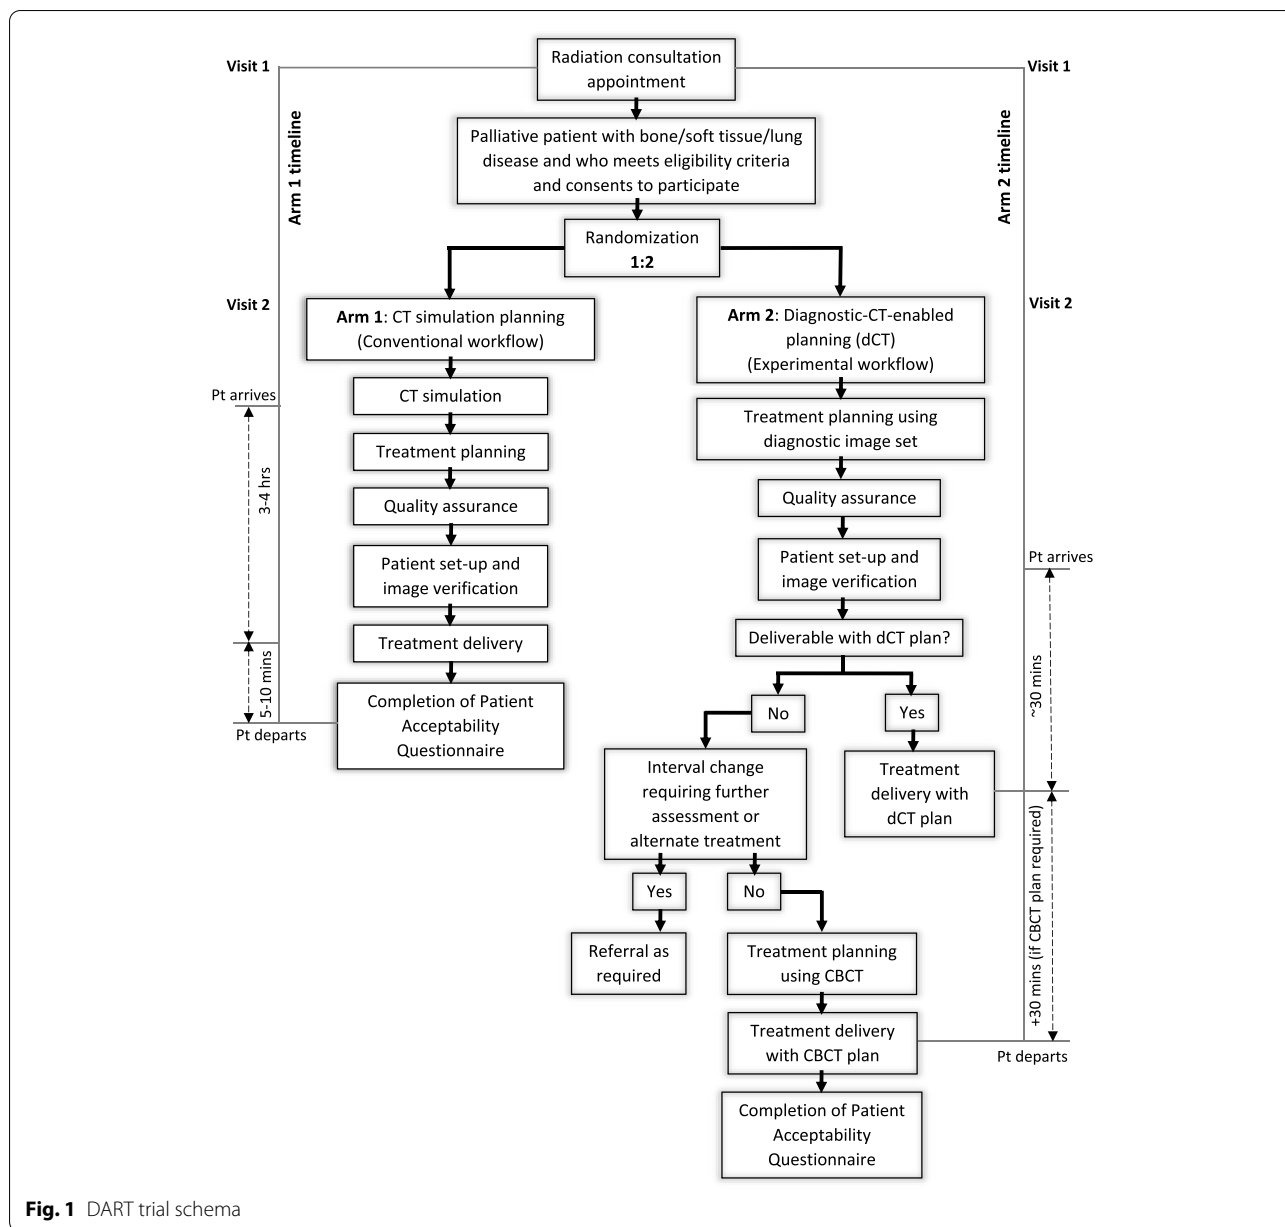 Radiation consultation
appointment
Visit 1
Visit 1
Arm 1 timeline
Arm 2 timeline
Palliative patient with bone/soft tissue/lung
disease and who meets eligibility criteria
and consents to participate
Randomization
1:2
Visit 2
Visit 2
Arm 1: CT simulation planning
(Conventional workflow)
CT simulation
Treatment planning
Quality assurance
Patient set-up and
image verification
Treatment delivery
Completion of Patient
Acceptability
Questionnaire
Pt arrives
3-4 hrs
5-10 mins
Pt departs
Arm 2: Diagnostic-CT-enabled
planning (dCT)
(Experimental workflow)
Treatment planning using
diagnostic image set
Quality assurance
Patient set-up and
image verification
Deliverable with dCT plan?
No
Yes
Interval change
requiring further
assessment or
alternate treatment
Treatment
delivery with
dCT plan
Yes
No
Referral as
required
Treatment planning
using CBCT
Treatment delivery
with CBCT plan
Completion of Patient
Acceptability
Questionnaire
Pt arrives
~30 mins
+30 mins (if CBCT plan required)
Pt departs
Fig. 1 DART trial schema